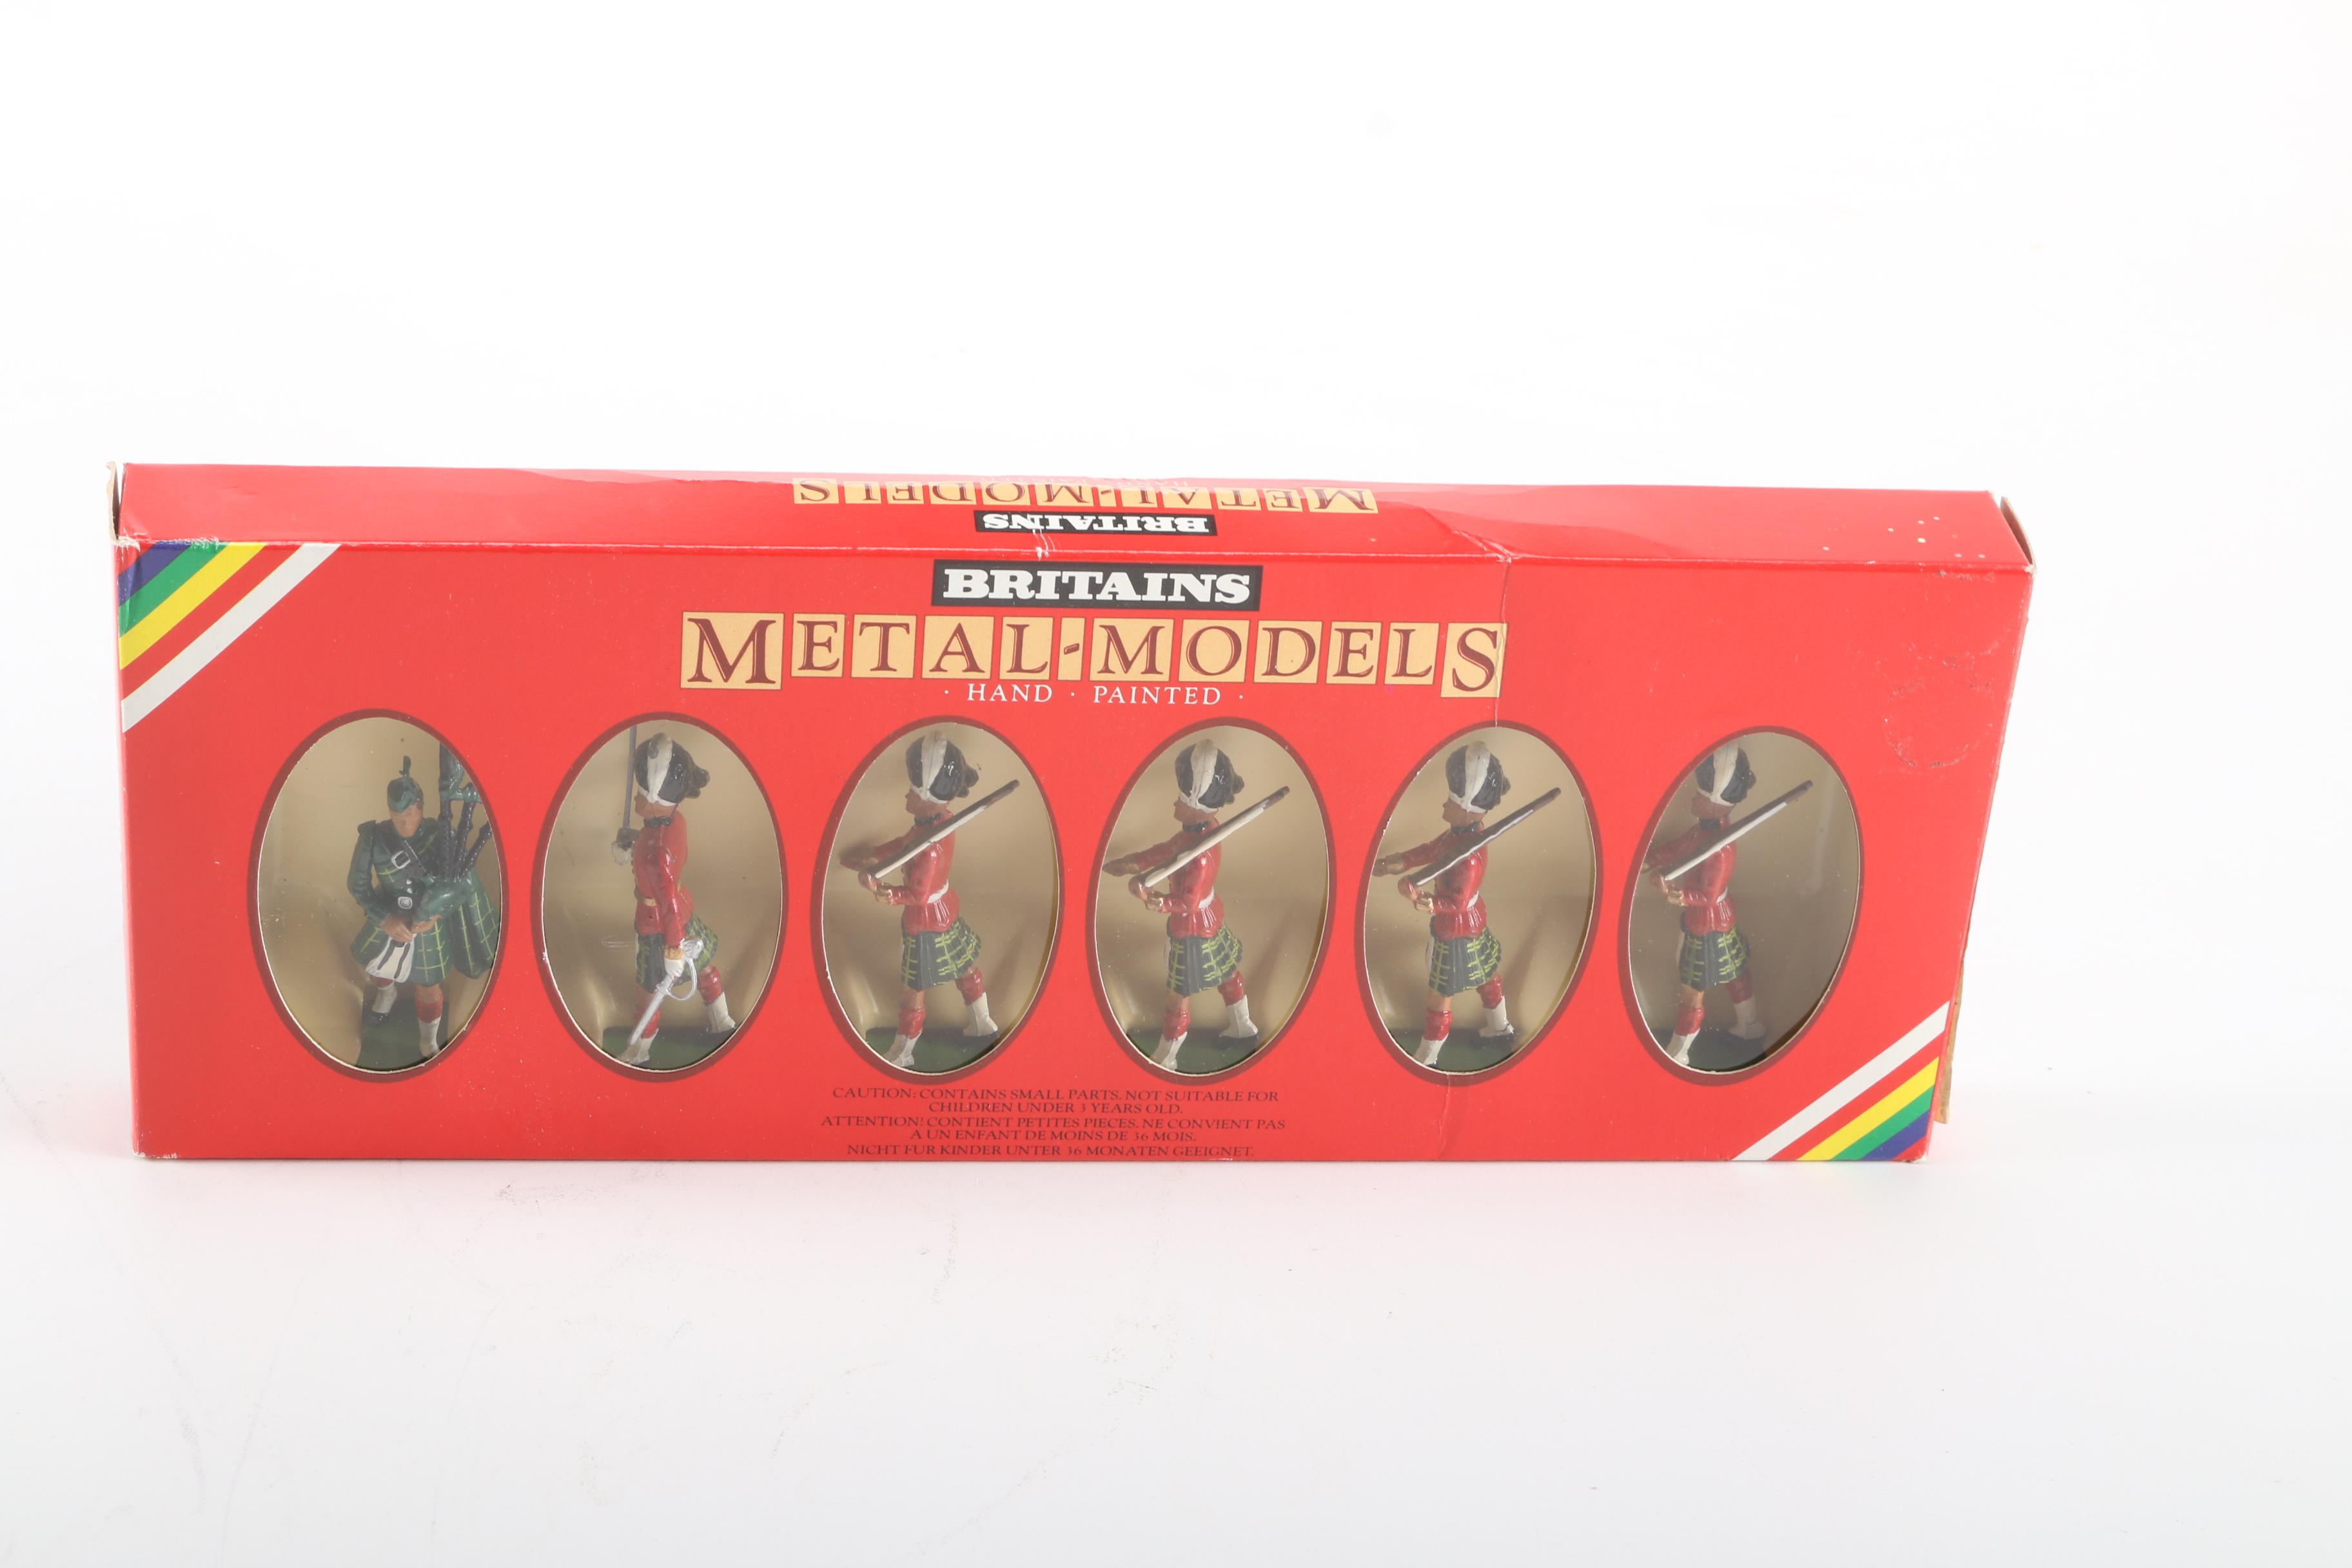 METAL-MODELS
BRITAINS
BRITAINS
METAL-MODELS
· HAND · PAINTED ·
CAUTION: CONTAINS SMALL PARTS. NOT SUITABLE FOR
CHILDREN UNDER 3 YEARS OLD.
ATTENTION! CONTIENT PETITES PIECES. NE CONVIENT PAS
A UN ENFANT DE MOINS DE 36 MOIS.
NICHT FUR KINDER UNTER 36 MONATEN GEEIGNET.